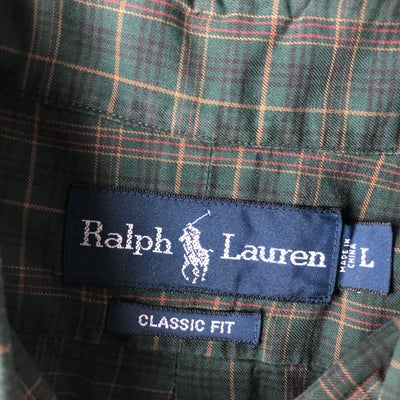 Ralph Lauren
MADE IN
CHINA
L
CLASSIC FIT